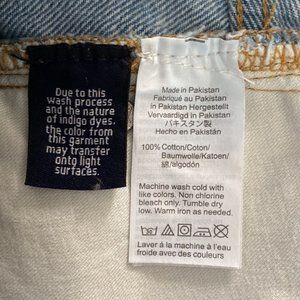 Due to this
wash process
and the nature
of indigo dyes,
the color from
this garment
may transfer
onto light
surfaces.
Made in Pakistan
Fabriqué au Pakistan
in Pakistan Hergestellt
Vervaardigd in Pakistan
パキスタン製
Hecho en Pakistán
100% Cotton/Coton/
Baumwolle/Katoen/
綿/algodón
Machine wash cold with
like colors. Non chlorine
bleach only. Tumble dry
low. Warm iron as needed.
Laver á la machine à l'eau
froide avec des couleurs